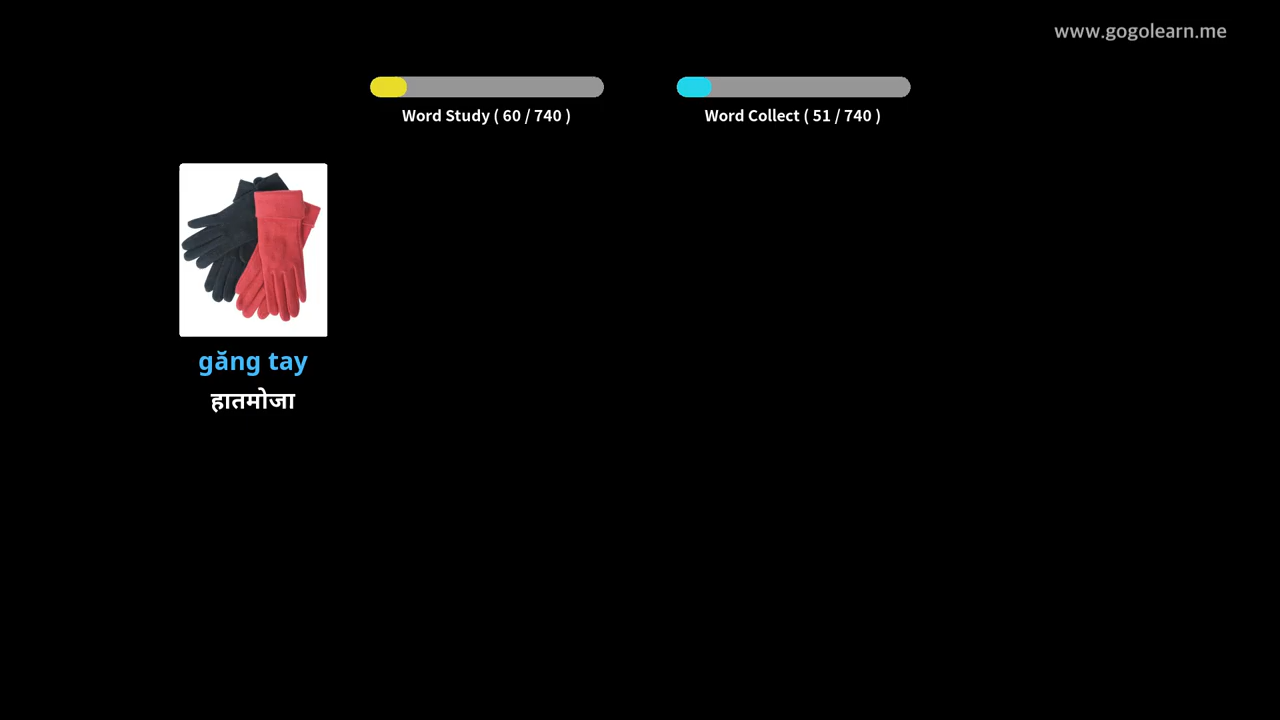 www.gogolearn.me
Word Study ( 60 / 740 )
Word Collect ( 51 / 740 )
găng tay
हातमोजा